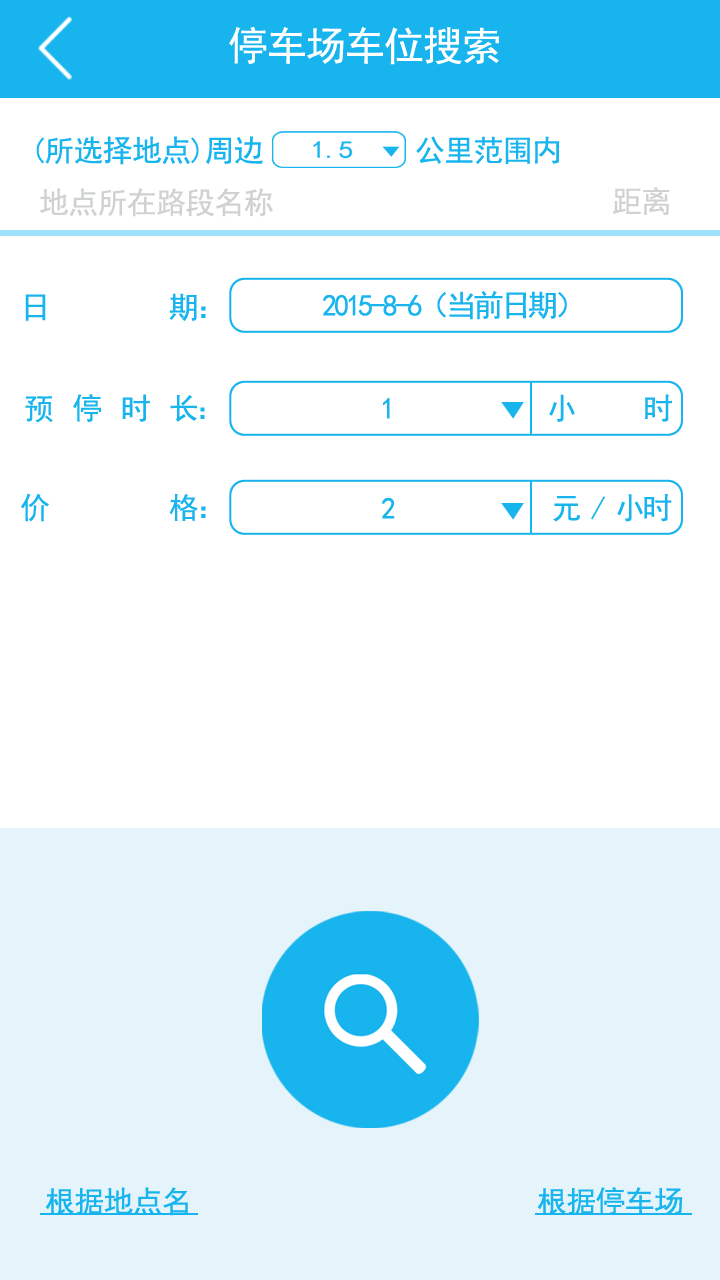 停车场车位搜索
(所选择地点)周边 1.5 公里范围内
地点所在路段名称 距离
日 期: 2015-8-6（当前日期）
预 停 时 长: 1 小 时
价 格: 2 元 / 小时
根据地点名 根据停车场